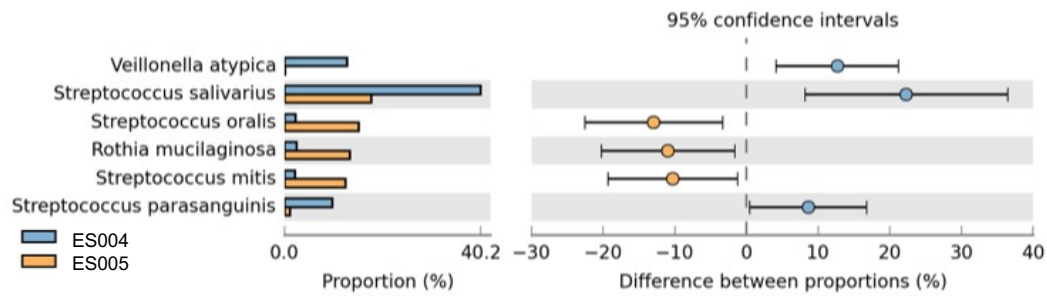 95% confidence intervals
Veillonella atypica
Streptococcus salivarius
Streptococcus oralis
Rothia mucilaginosa
Streptococcus mitis
Streptococcus parasanguinis
ES004
ES005
0.0 40.2
Proportion (%)
−30 −20 −10 0 10 20 30 40
Difference between proportions (%)